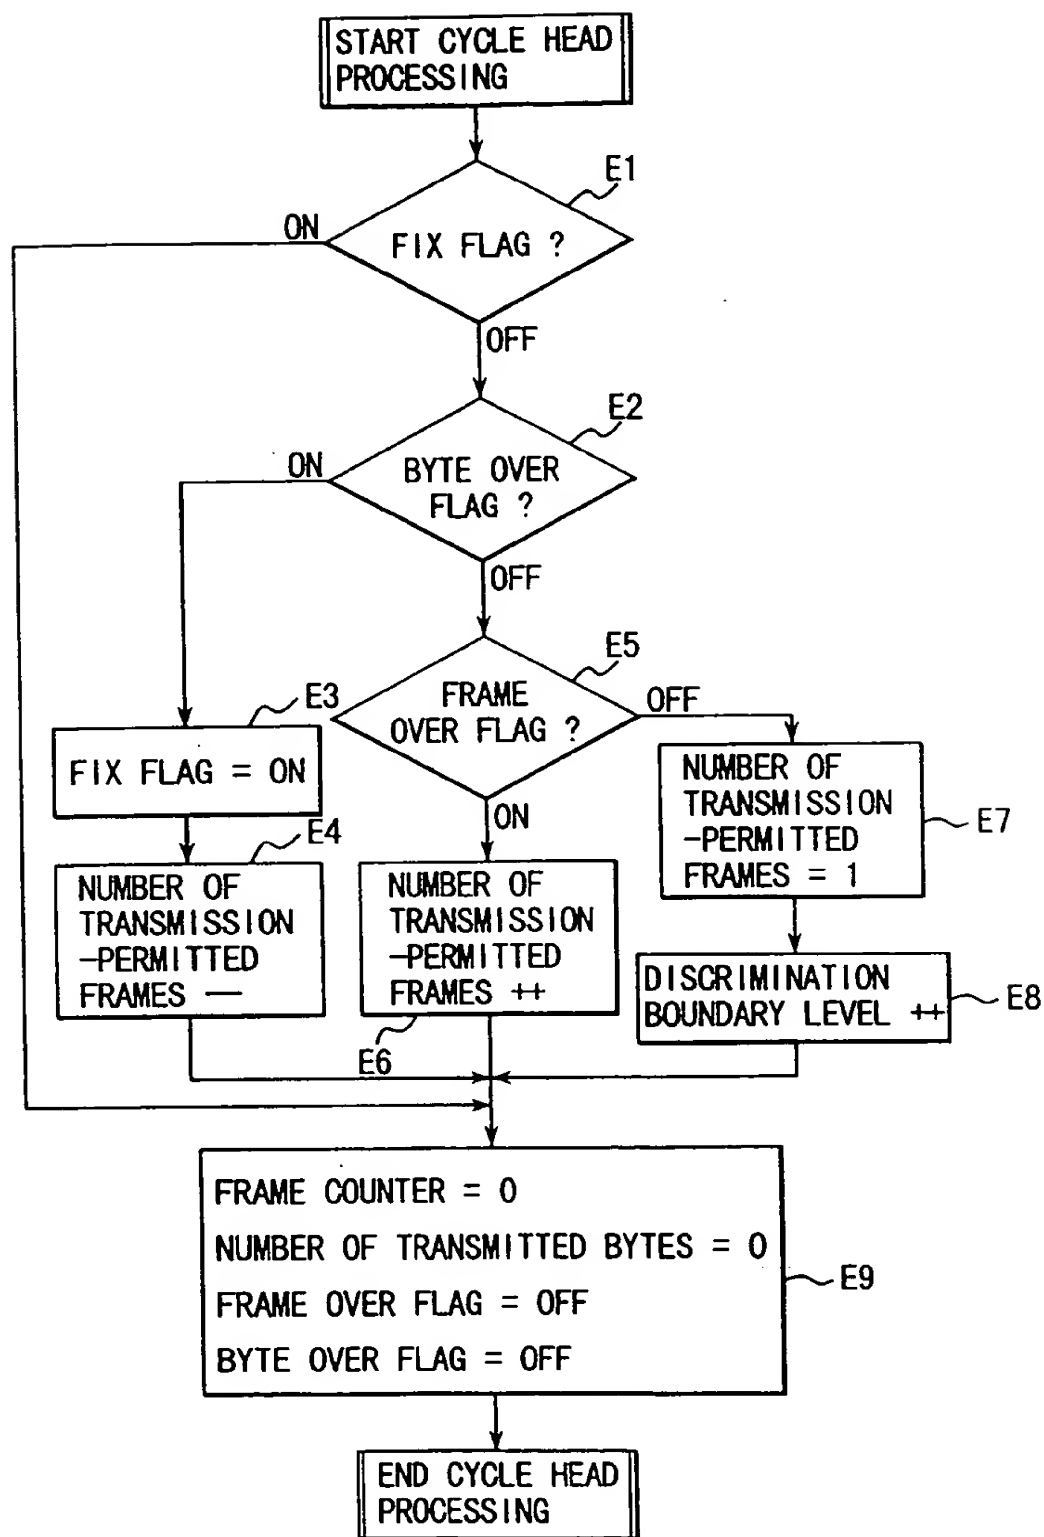 START CYCLE HEAD
PROCESSING
E1
ON
FIX FLAG ?
OFF
E2
ON
BYTE OVER
FLAG ?
OFF
E5
FRAME
OVER FLAG ?
OFF
E3
FIX FLAG = ON
ON
NUMBER OF
TRANSMISSION
-PERMITTED
FRAMES = 1
E7
E4
NUMBER OF
TRANSMISSION
-PERMITTED
FRAMES --
NUMBER OF
TRANSMISSION
-PERMITTED
FRAMES ++
E6
DISCRIMINATION
BOUNDARY LEVEL ++
E8
FRAME COUNTER = 0
NUMBER OF TRANSMITTED BYTES = 0
FRAME OVER FLAG = OFF
BYTE OVER FLAG = OFF
E9
END CYCLE HEAD
PROCESSING